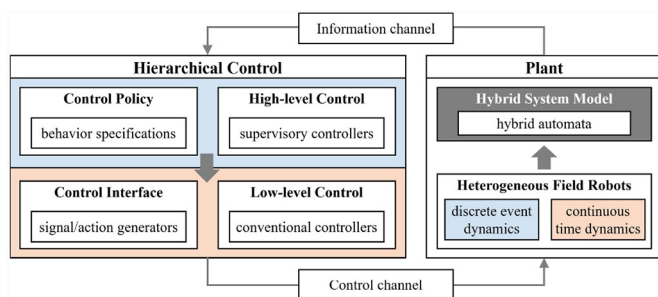 Information channel
Hierarchical Control
Control Policy
behavior specifications
High-level Control
supervisory controllers
Control Interface
signal/action generators
Low-level Control
conventional controllers
Plant
Hybrid System Model
hybrid automata
Heterogeneous Field Robots
discrete event
dynamics
continuous
time dynamics
Control channel